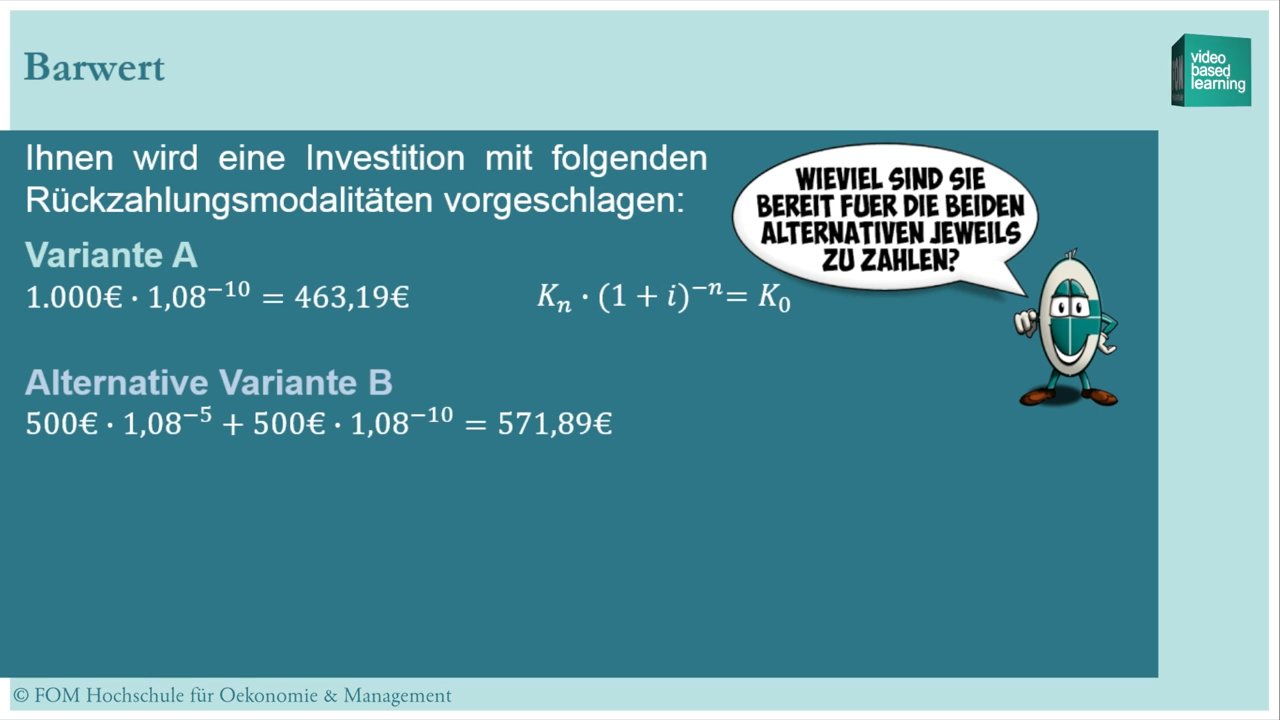 Barwert
video
based
learning
Ihnen wird eine Investition mit folgenden
Rückzahlungsmodalitäten vorgeschlagen:
WIEVIEL SIND SIE
BEREIT FUER DIE BEIDEN
ALTERNATIVEN JEWEILS
ZU ZAHLEN?
Variante A
1.000€ · 1,08⁻¹⁰ = 463,19€
Kₙ · (1 + i)⁻ⁿ= K₀
Alternative Variante B
500€ · 1,08⁻⁵ + 500€ · 1,08⁻¹⁰ = 571,89€
© FOM Hochschule für Oekonomie & Management